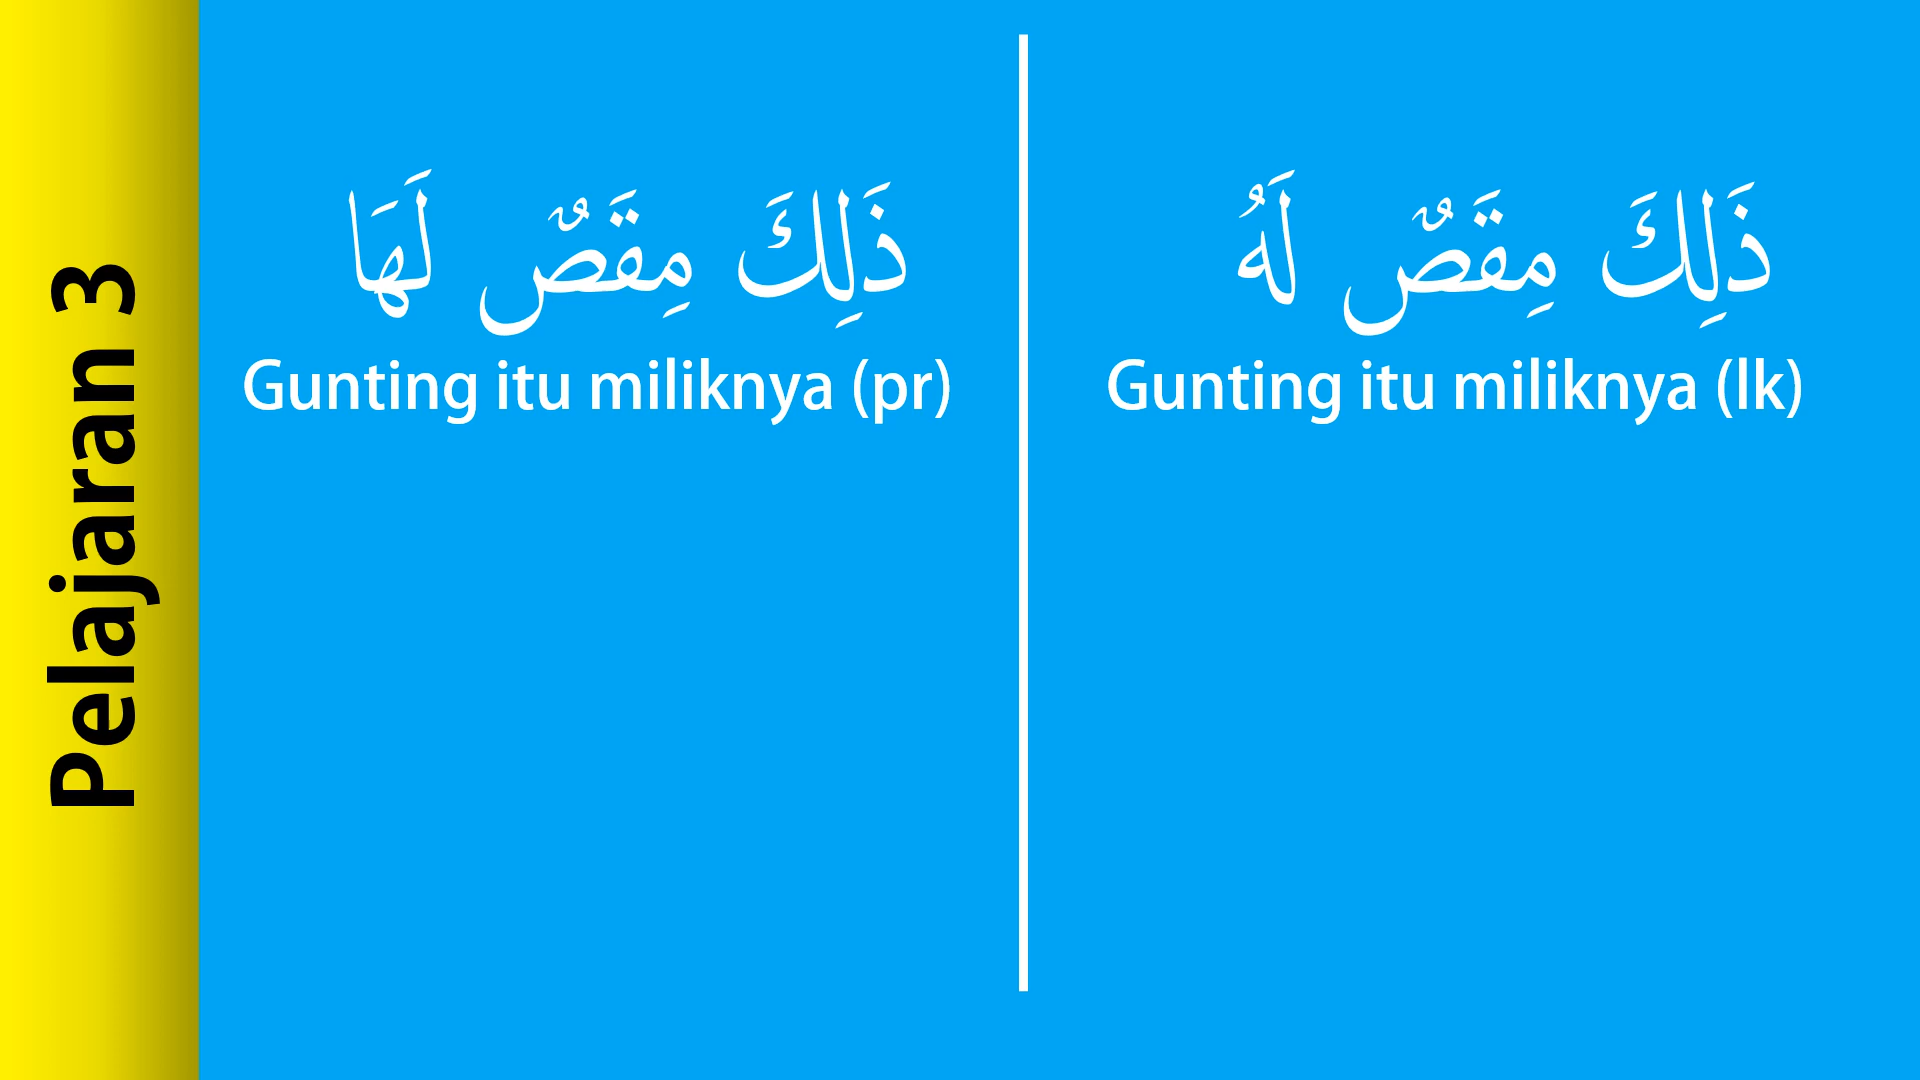 Pelajaran 3
ذَلِكَ مِقَصٌ لَهَا
Gunting itu miliknya (pr)
ذَلِكَ مِقَصٌ لَهُ
Gunting itu miliknya (lk)